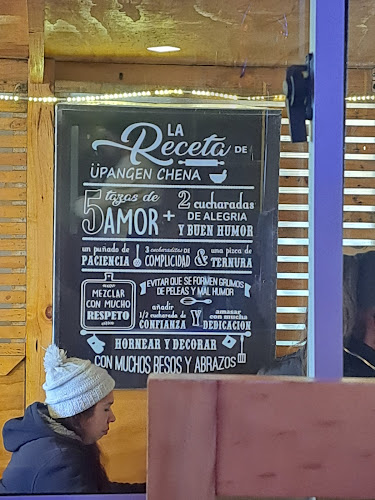 LA
Receta DE
ÜPANGEN CHENA
5 tazas de AMOR +
2 cucharadas
DE ALEGRIA
Y BUEN HUMOR
un puñado de
PACIENCIA
3 cucharaditas DE
COMPLICIDAD
&
una pizca de
TERNURA
MEZCLAR
CON MUCHO
RESPETO
EVITAR QUE SE FORMEN GRUMOS
DE PELEAS Y MAL HUMOR
añadir
1/2 cucharada de
CONFIANZA
Y
amasar
con mucha
DEDICACION
HORNEAR Y DECORAR
CON MUCHOS BESOS Y ABRAZOS